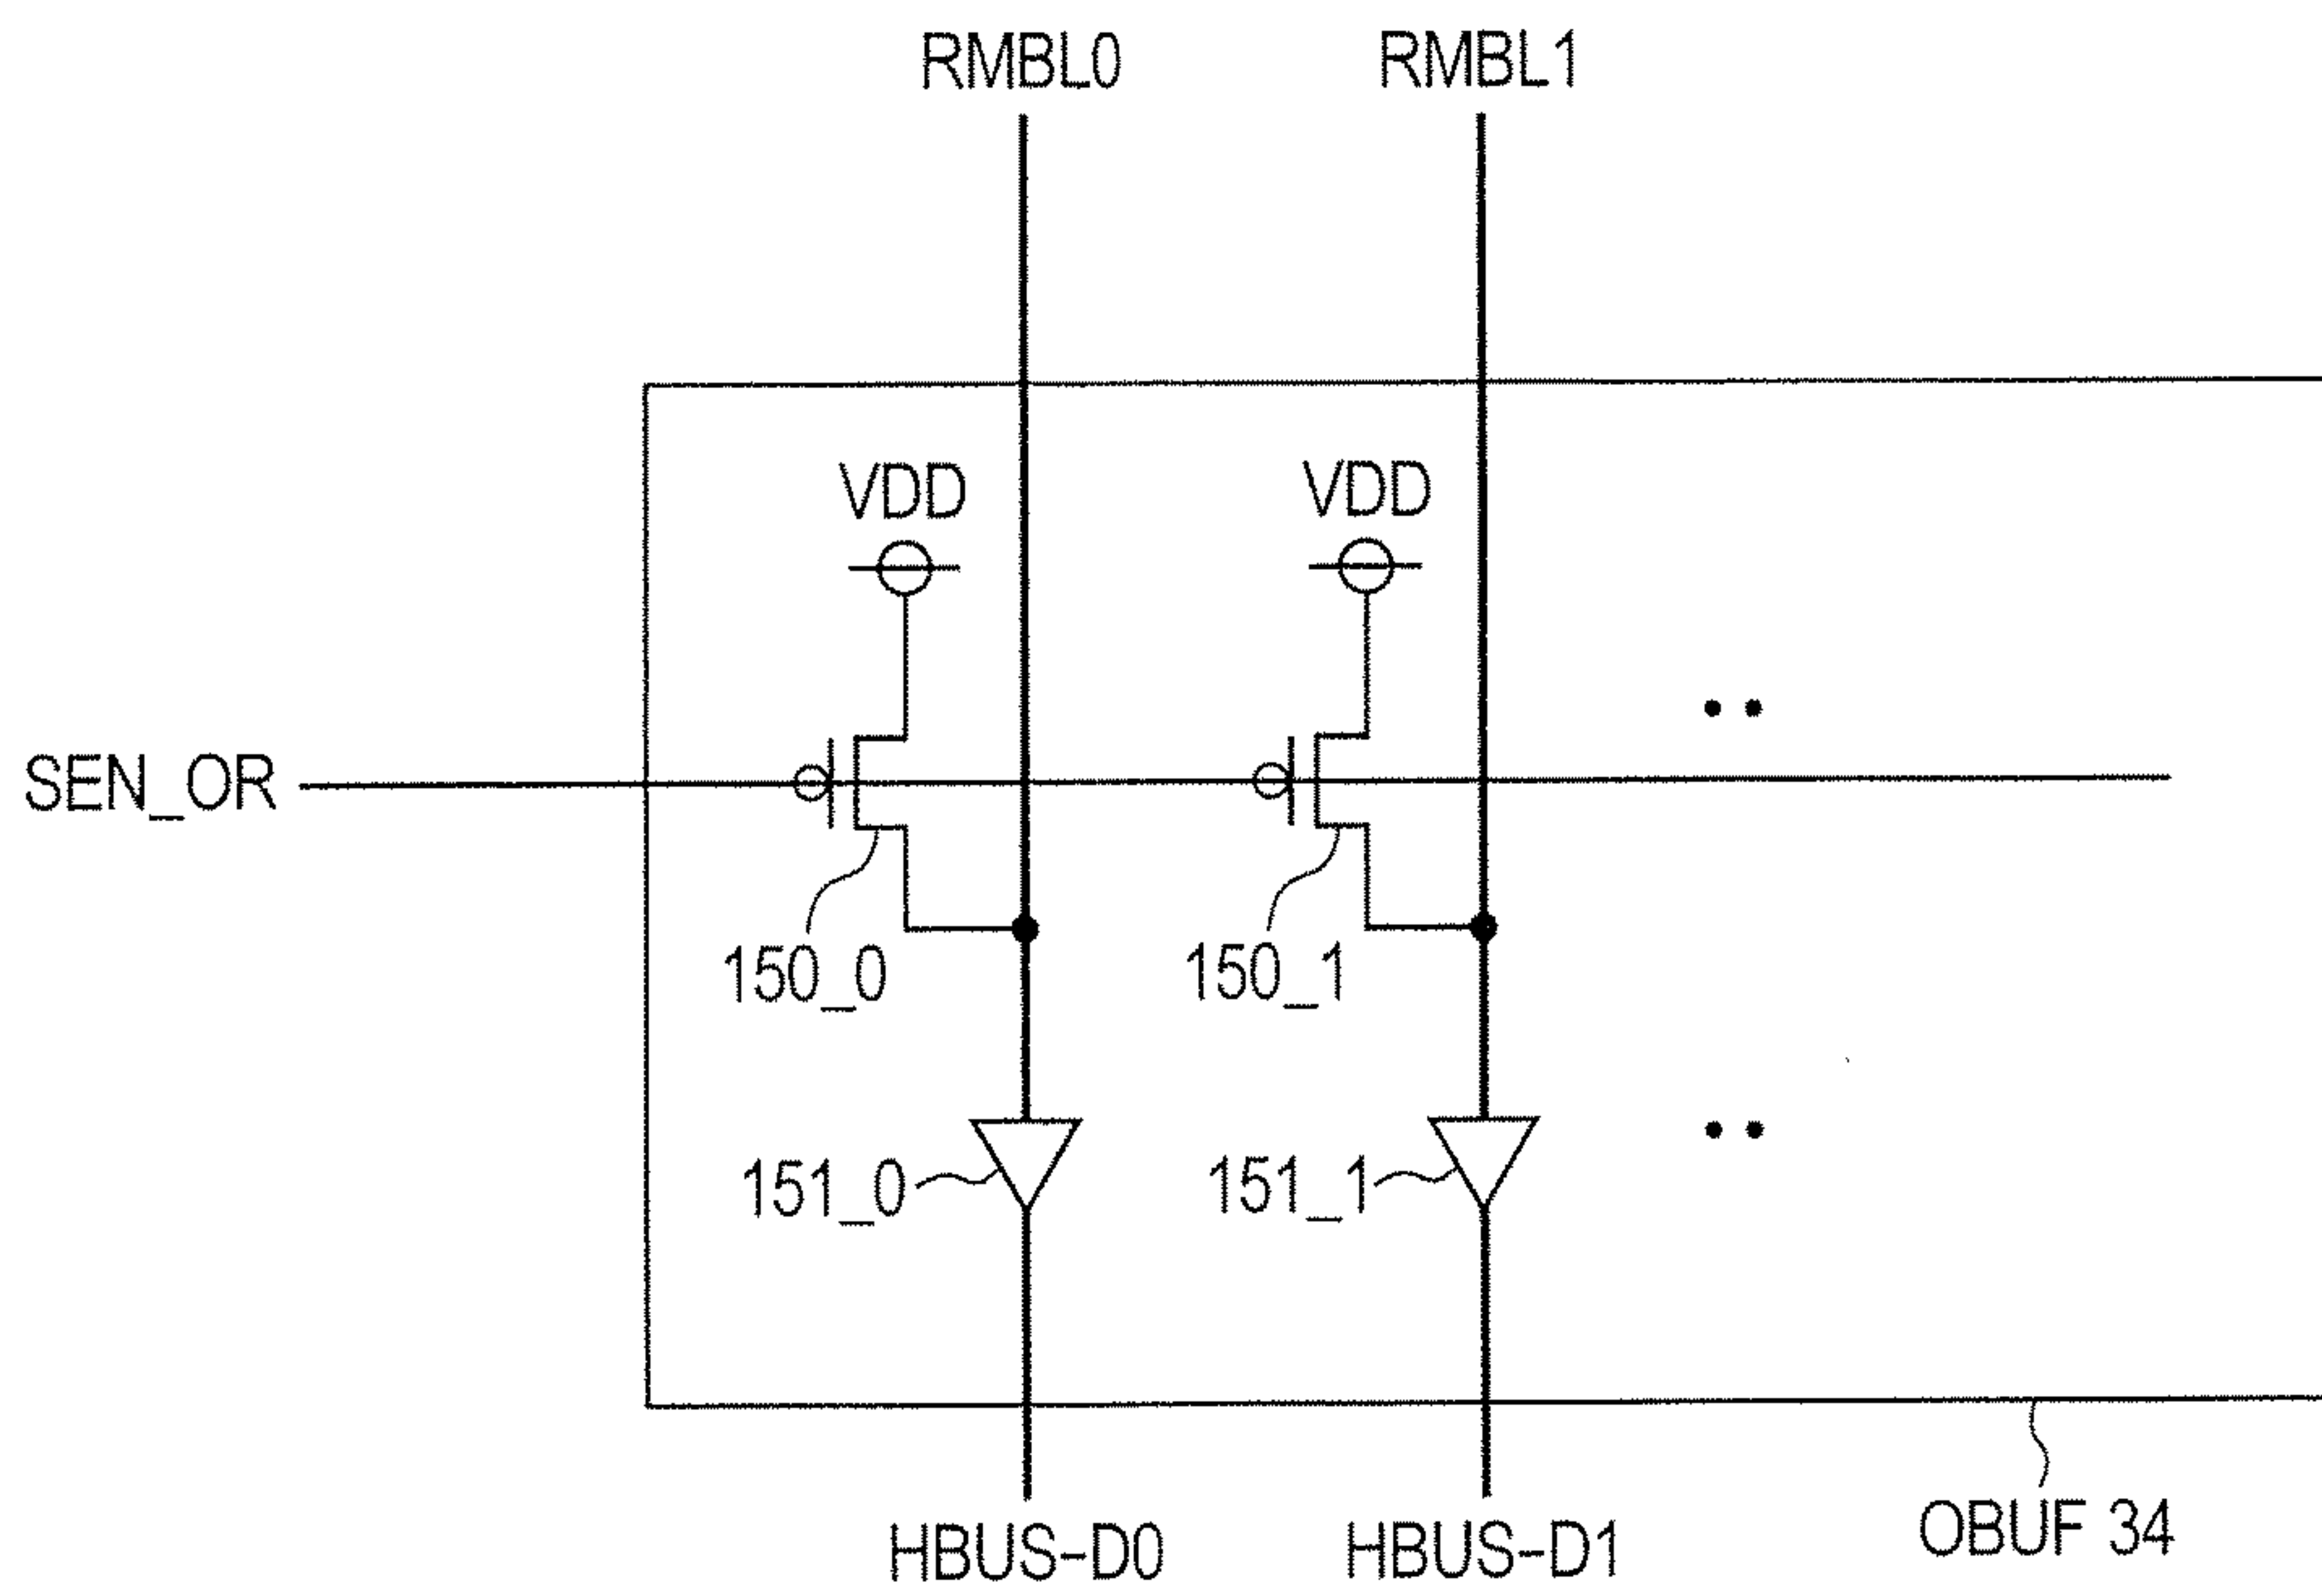 RMBL0 RMBL1
VDD VDD
SEN_OR
150_0 150_1
151_0 151_1
HBUS-D0 HBUS-D1
OBUF 34